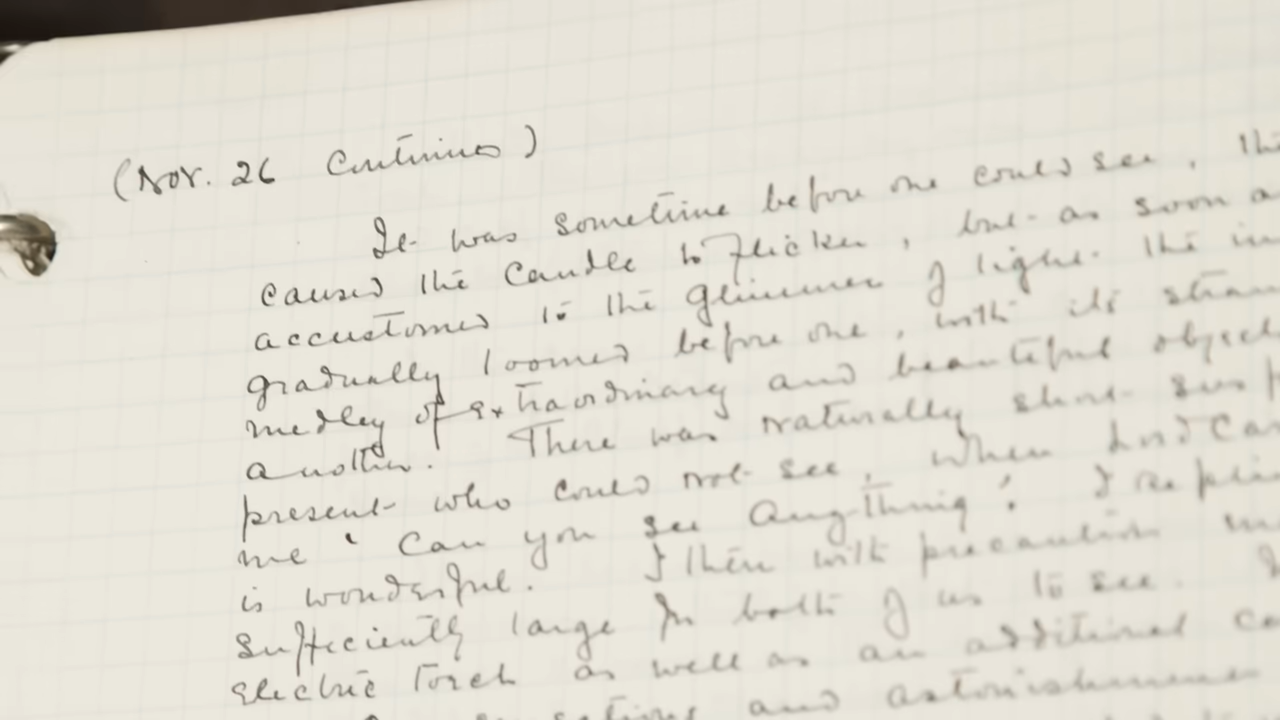 (Nov. 26 Continues)
It was sometime before one could see, the
caused the candle to flicker, but as soon a
accustomed to the glimmer of light the in
gradually loomed before one, with its stran
medley of extraordinary and beautiful object
another. There was naturally short susp
present who could not see, when Lord Car
me 'Can you see anything'. I replie
is wonderful. I then with precaution m
sufficiently large for both of us to see.
electric torch as well as an additional ca
and astonishment